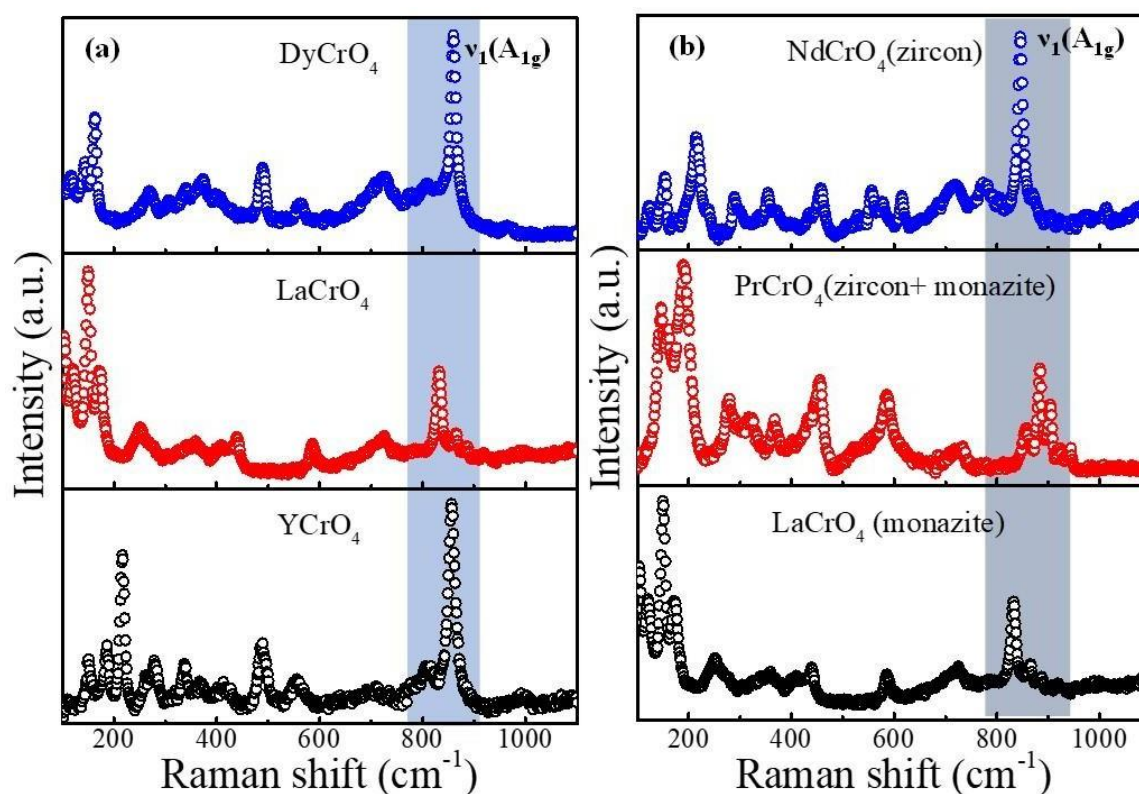 (a)
DyCrO₄
ν₁(A₁g)
LaCrO₄
YCrO₄
Intensity (a.u.)
200 400 600 800 1000
Raman shift (cm⁻¹)
(b)
NdCrO₄(zircon)
ν₁(A₁g)
PrCrO₄(zircon+ monazite)
LaCrO₄ (monazite)
Intensity (a.u.)
200 400 600 800 1000
Raman shift (cm⁻¹)